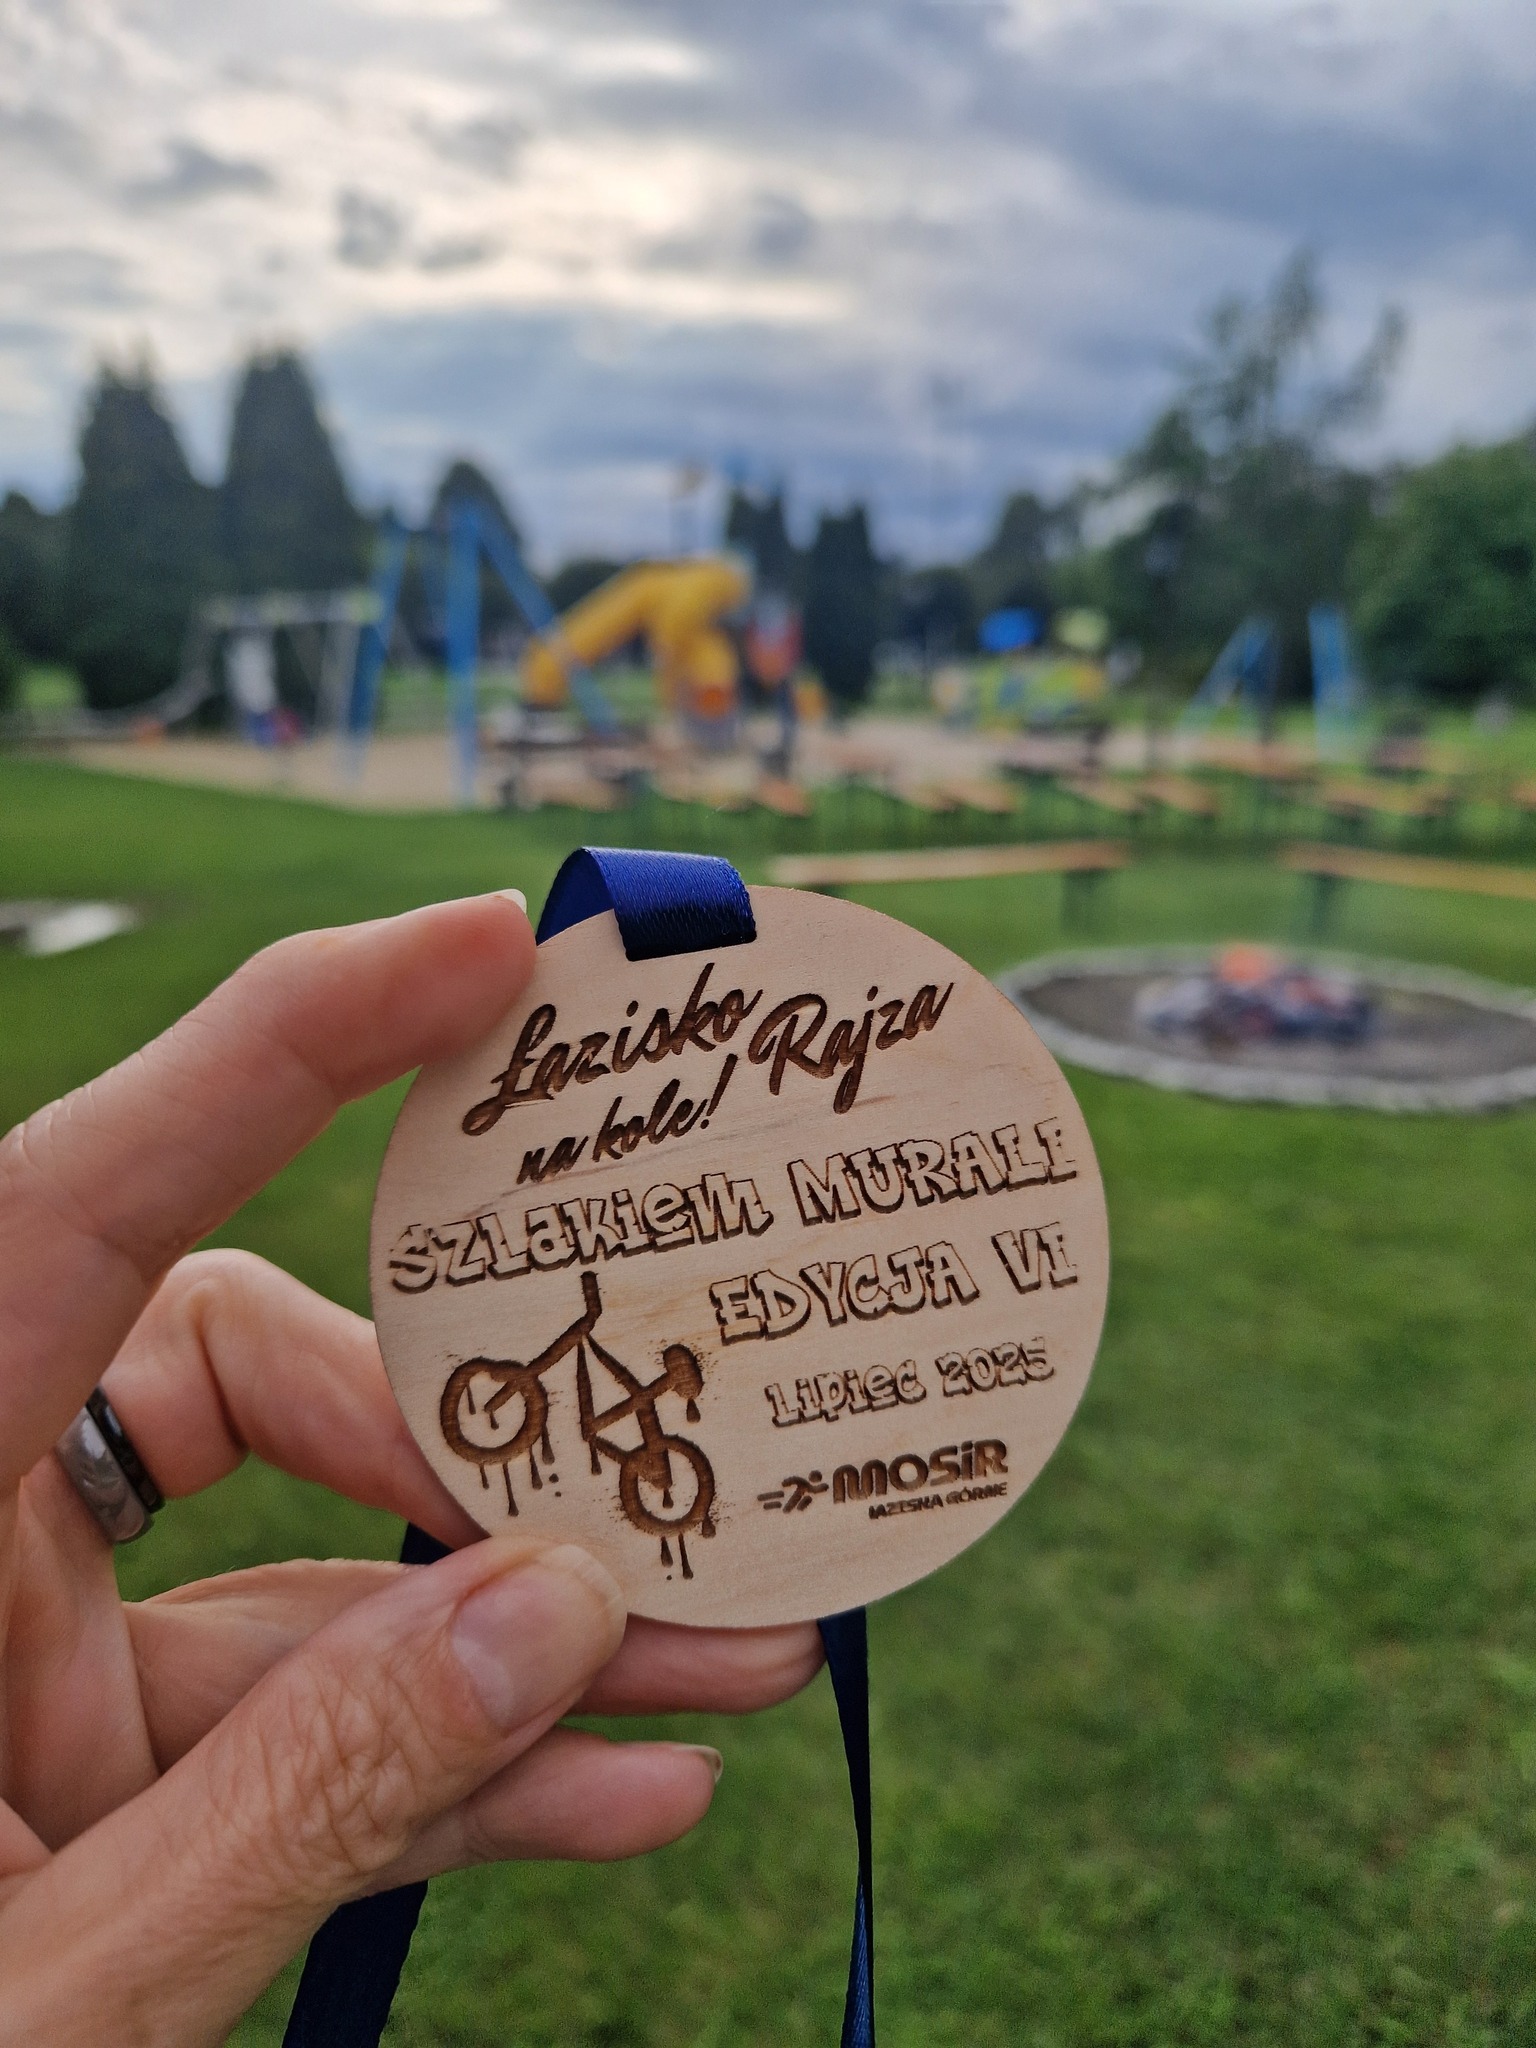 Łazisko Rajza
na kole!
SZLAKIEM MURALI
EDYCJA VI
LIPIEC 2025
MOSiR
ŁAZISKA GÓRNE